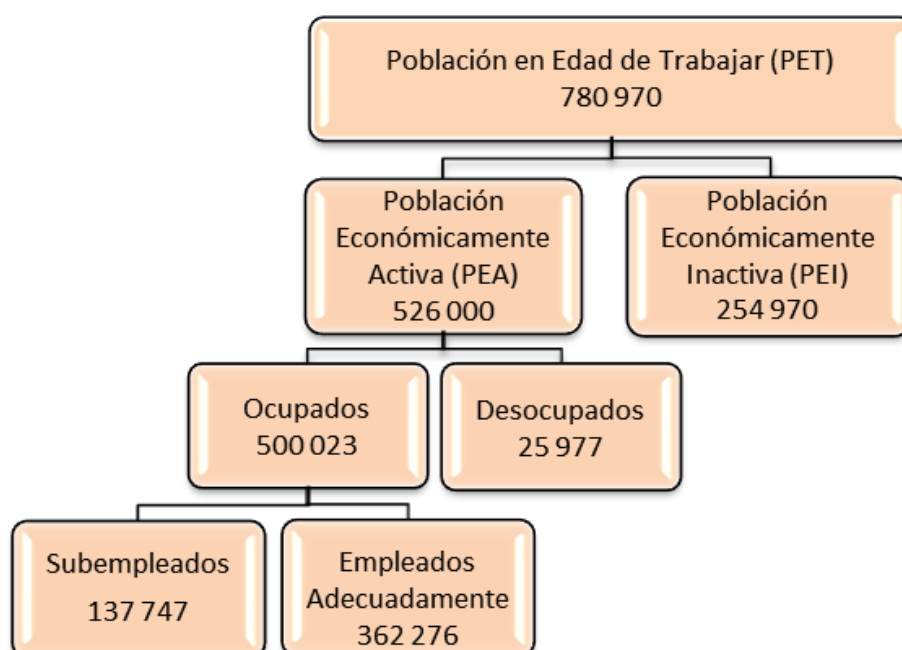 Población en Edad de Trabajar (PET)
780 970
Población
Económicamente
Activa (PEA)
526 000
Población
Económicamente
Inactiva (PEI)
254 970
Ocupados
500 023
Desocupados
25 977
Subempleados
137 747
Empleados
Adecuadamente
362 276